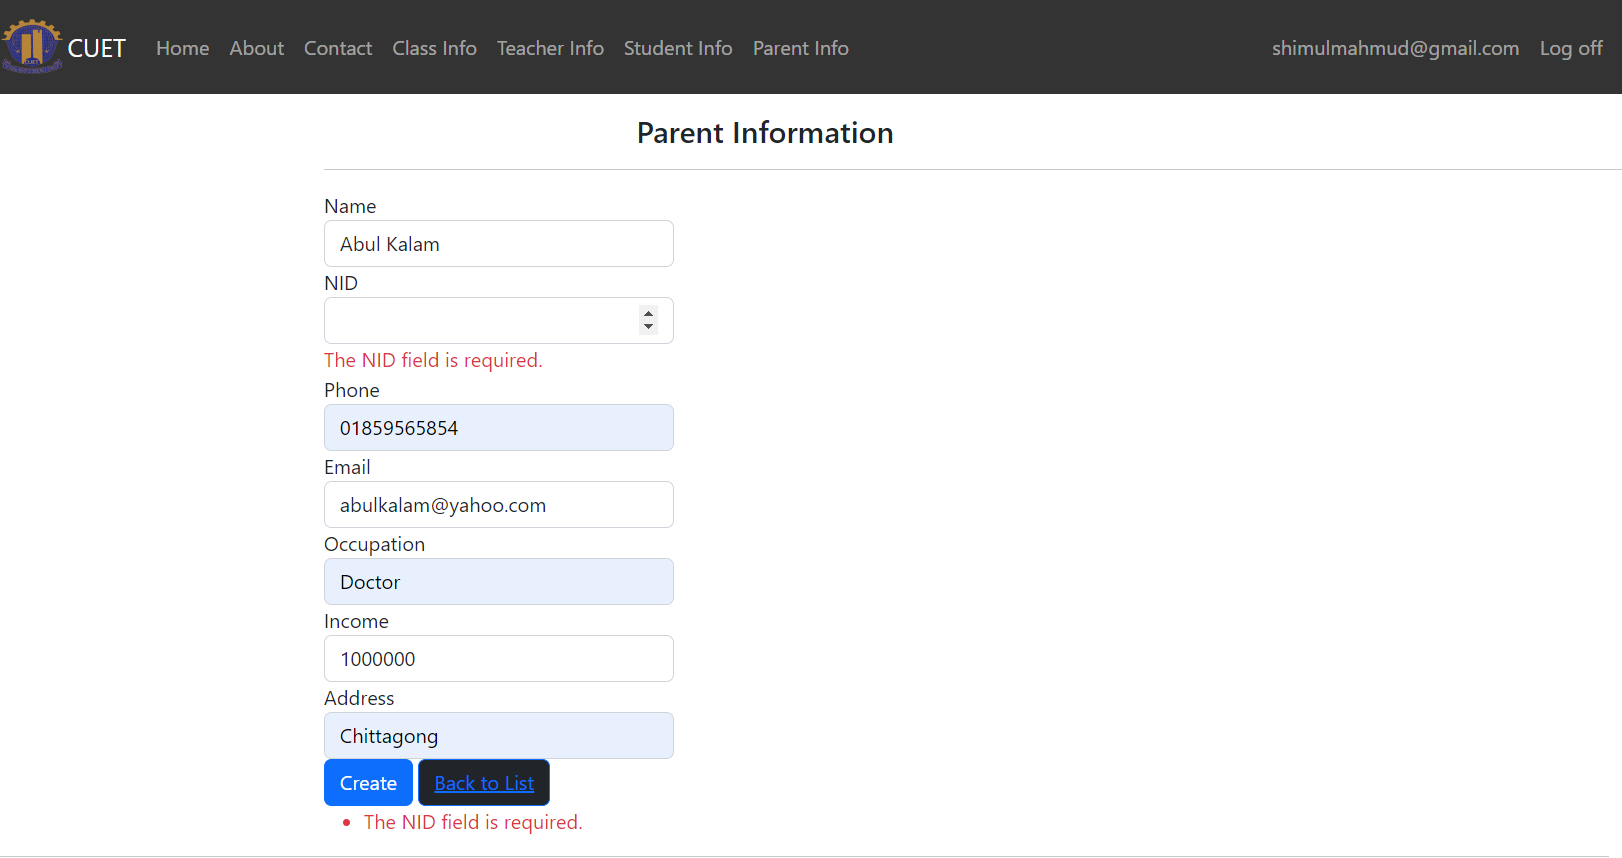 CUET Home About Contact Class Info Teacher Info Student Info Parent Info shimulmahmud@gmail.com Log off
Parent Information
Name
Abul Kalam
NID
The NID field is required.
Phone
01859565854
Email
abulkalam@yahoo.com
Occupation
Doctor
Income
1000000
Address
Chittagong
Create Back to List
The NID field is required.